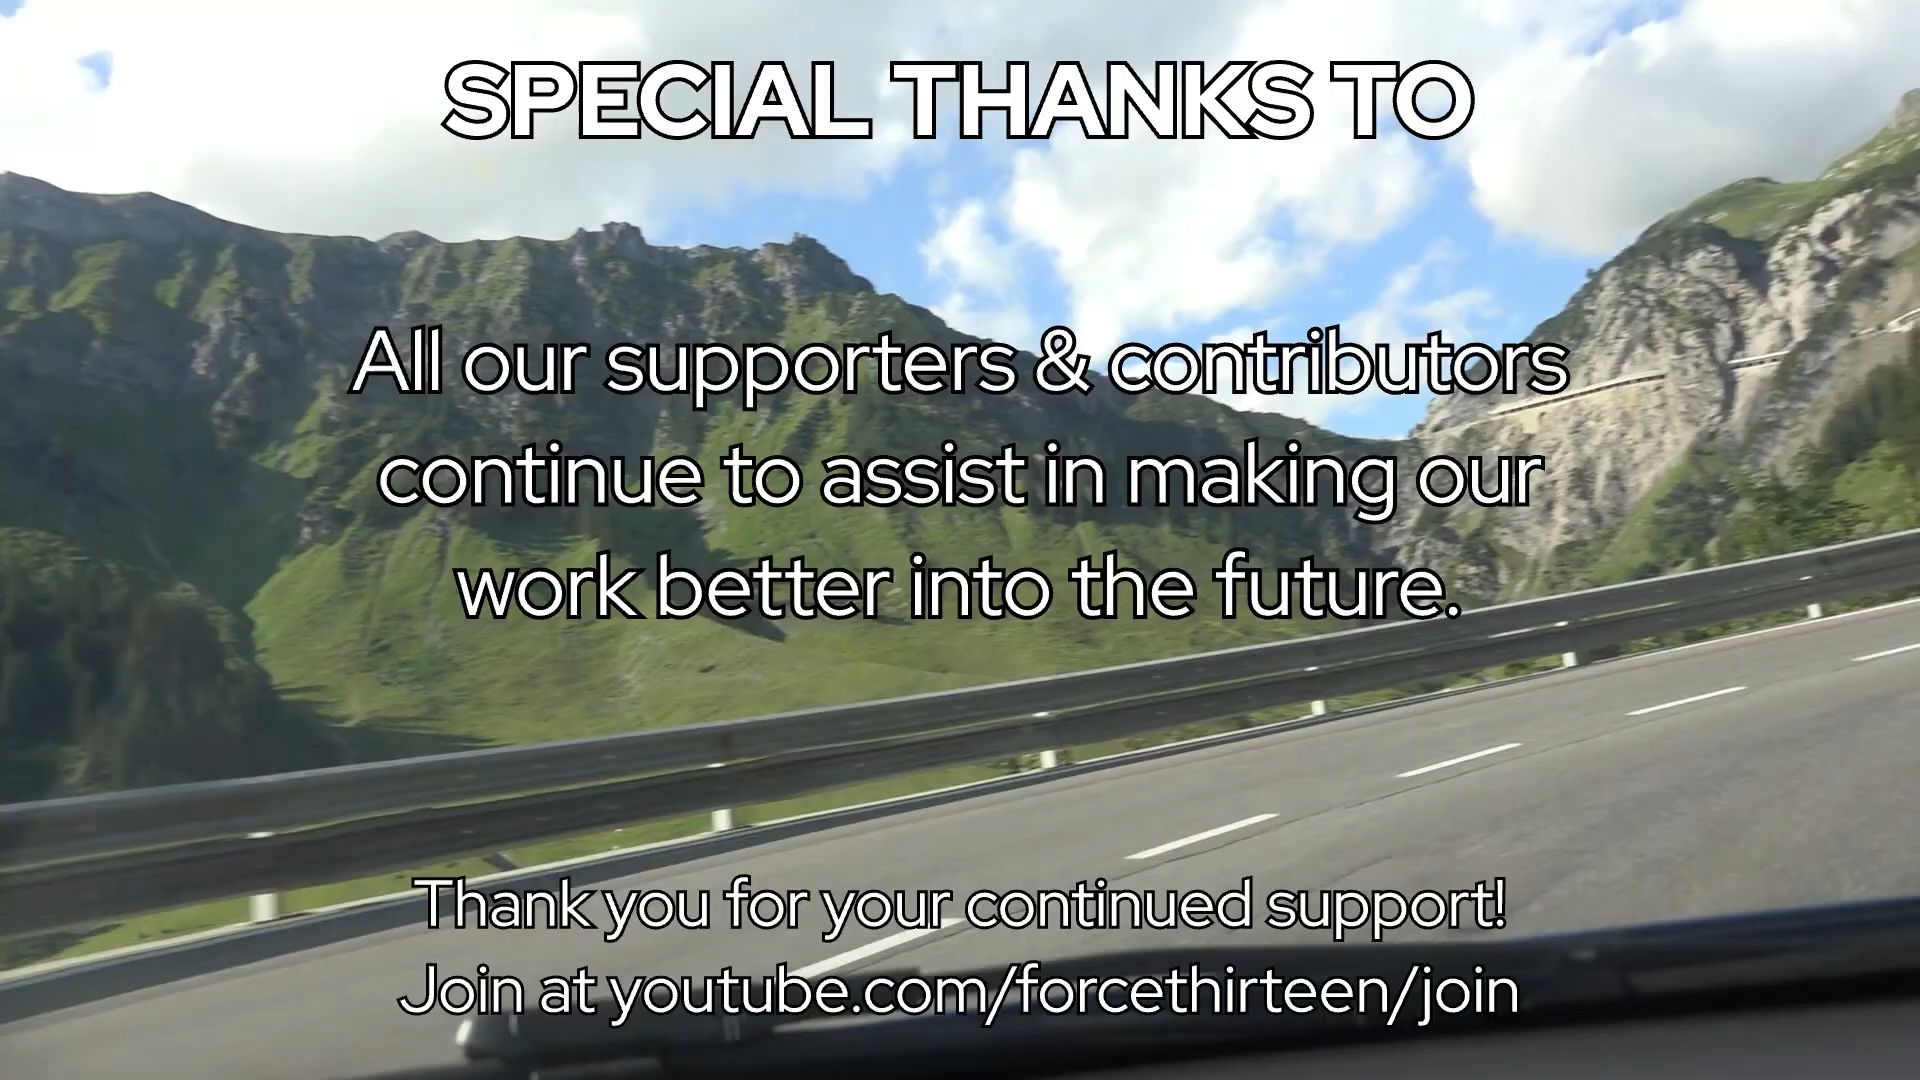 SPECIAL THANKS TO
All our supporters & contributors
continue to assist in making our
work better into the future.
Thank you for your continued support!
Join at youtube.com/forcethirteen/join